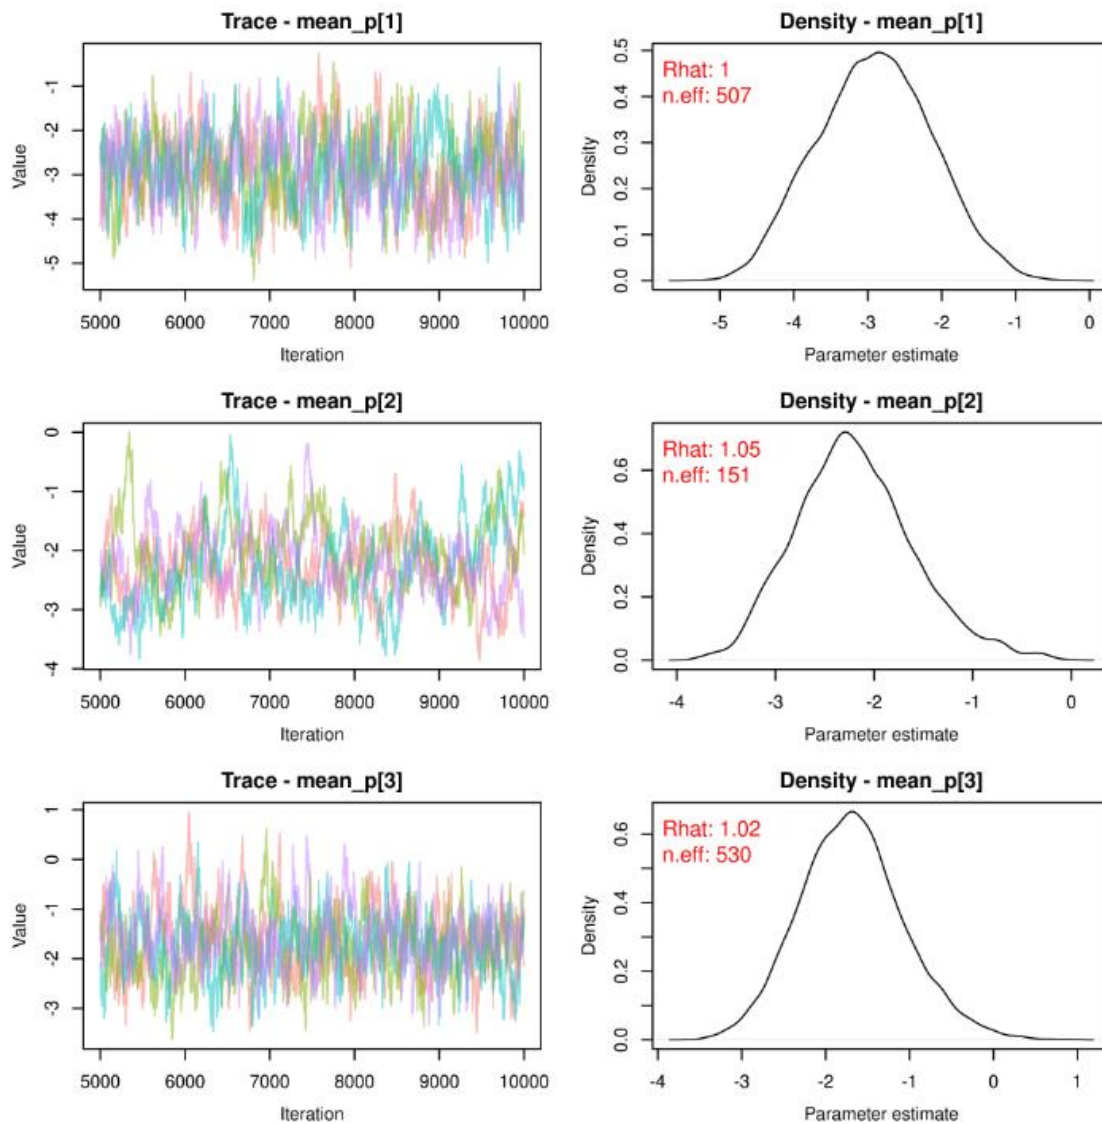 Trace - mean_p[1]
Value
-1
-2
-3
-4
-5
5000 6000 7000 8000 9000 10000
Iteration
Density - mean_p[1]
Rhat: 1
n.eff: 507
Density
0.5
0.4
0.3
0.2
0.1
0.0
-5 -4 -3 -2 -1 0
Parameter estimate
Trace - mean_p[2]
Value
0
-1
-2
-3
-4
5000 6000 7000 8000 9000 10000
Iteration
Density - mean_p[2]
Rhat: 1.05
n.eff: 151
Density
0.6
0.4
0.2
0.0
-4 -3 -2 -1 0
Parameter estimate
Trace - mean_p[3]
Value
1
0
-1
-2
-3
5000 6000 7000 8000 9000 10000
Iteration
Density - mean_p[3]
Rhat: 1.02
n.eff: 530
Density
0.6
0.4
0.2
0.0
-4 -3 -2 -1 0 1
Parameter estimate